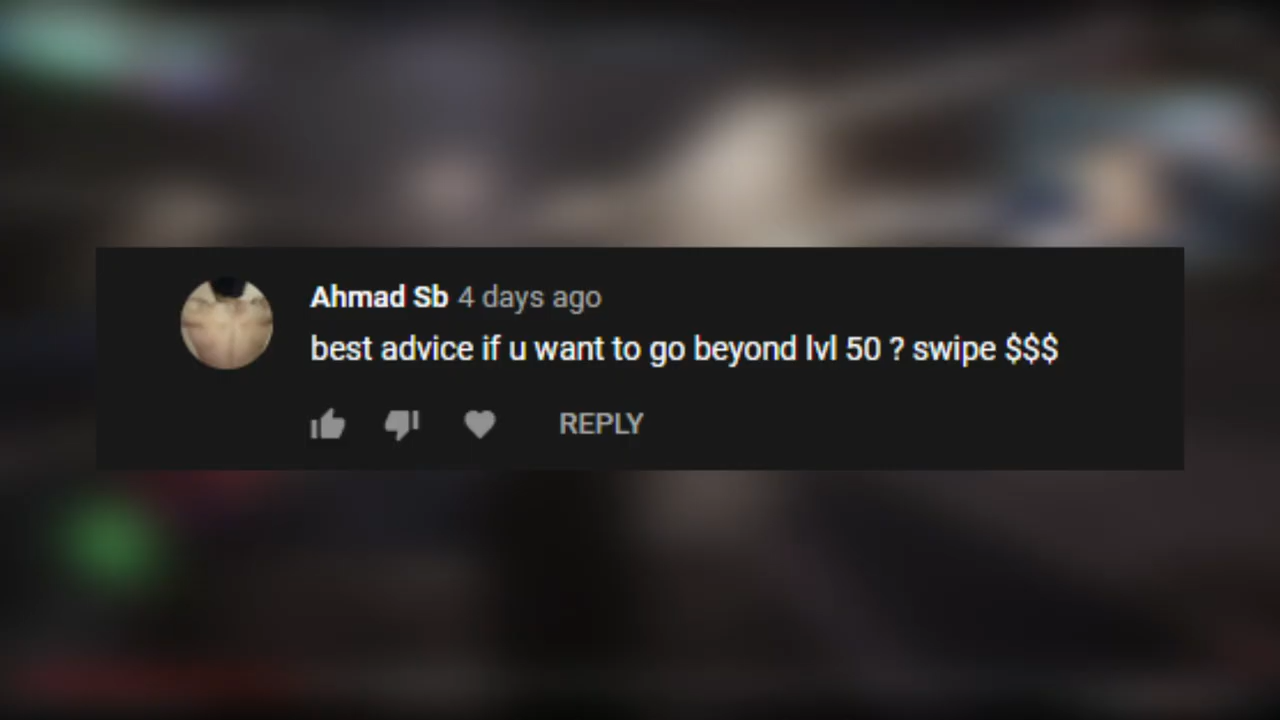 Ahmad Sb 4 days ago
best advice if u want to go beyond lvl 50 ? swipe $$$
REPLY